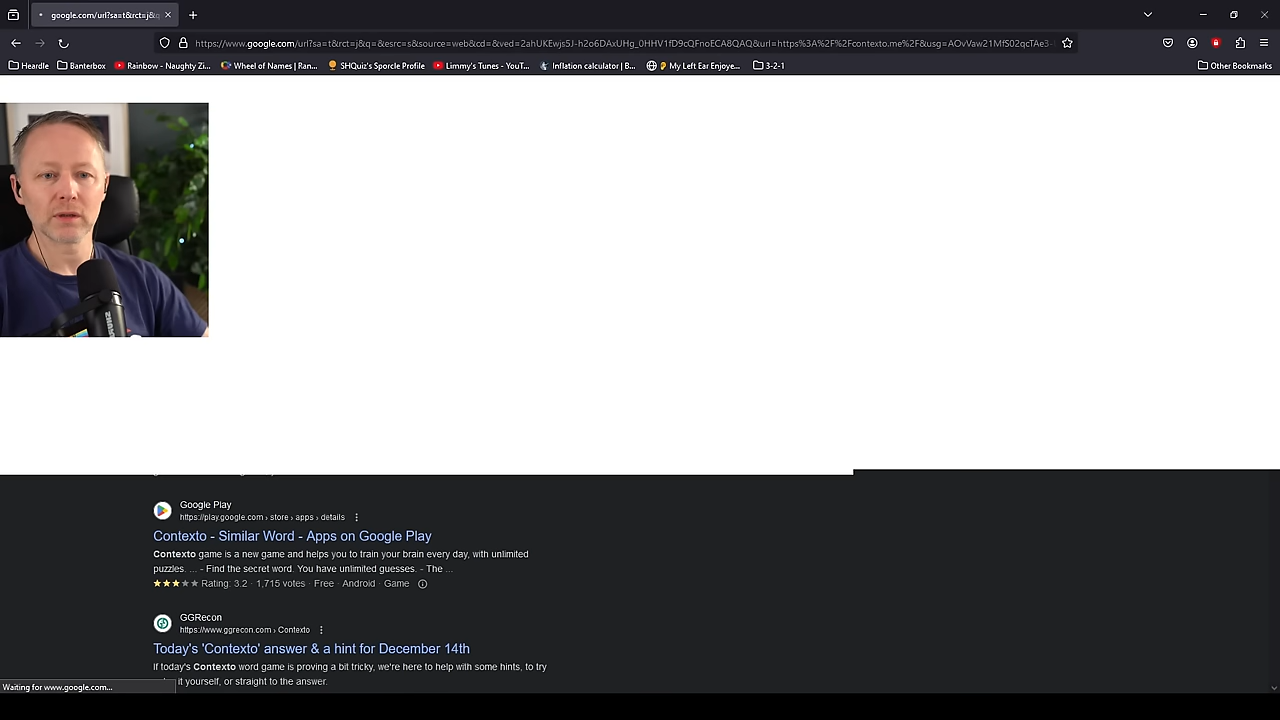 google.com/url?sa=t&rct=j&q=
https://www.google.com/url?sa=t&rct=j&q=&esrc=s&source=web&cd=&ved=2ahUKEwjs5J-h2o6DAxUHg_0HHV1fD9cQFnoECA8QAQ&url=https%3A%2F%2Fcontexto.me%2F&usg=AOvVaw21MfS02qcTAe3-
Heardle
Banterbox
Rainbow - Naughty Zi...
Wheel of Names | Ran...
SHQuiz's Sporcle Profile
Limmy's Tunes - YouT...
Inflation calculator | B...
My Left Ear Enjoye...
3-2-1
Other Bookmarks
Google Play
https://play.google.com › store › apps › details
Contexto - Similar Word - Apps on Google Play
Contexto game is a new game and helps you to train your brain every day, with unlimited
puzzles. ... - Find the secret word. You have unlimited guesses. - The ...
Rating: 3.2 · 1,715 votes · Free · Android · Game
GGRecon
https://www.ggrecon.com › Contexto
Today's 'Contexto' answer & a hint for December 14th
If today's Contexto word game is proving a bit tricky, we're here to help with some hints, to try
it yourself, or straight to the answer.
Waiting for www.google.com...